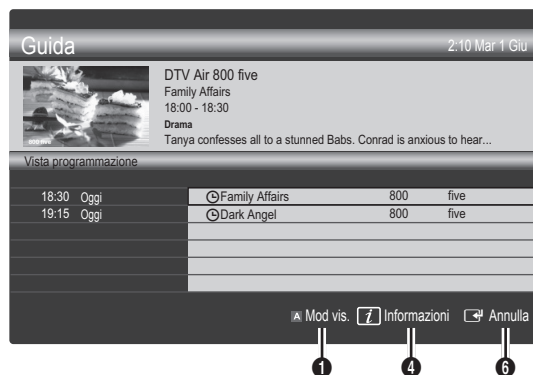 Guida 2:10 Mar 1 Giu
DTV Air 800 five
Family Affairs
18:00 - 18:30
Drama
Tanya confesses all to a stunned Babs. Conrad is anxious to hear...
800 five
Vista programmazione
18:30 Oggi Family Affairs 800 five
19:15 Oggi Dark Angel 800 five
A Mod vis. i Informazioni Annulla
1 4 6